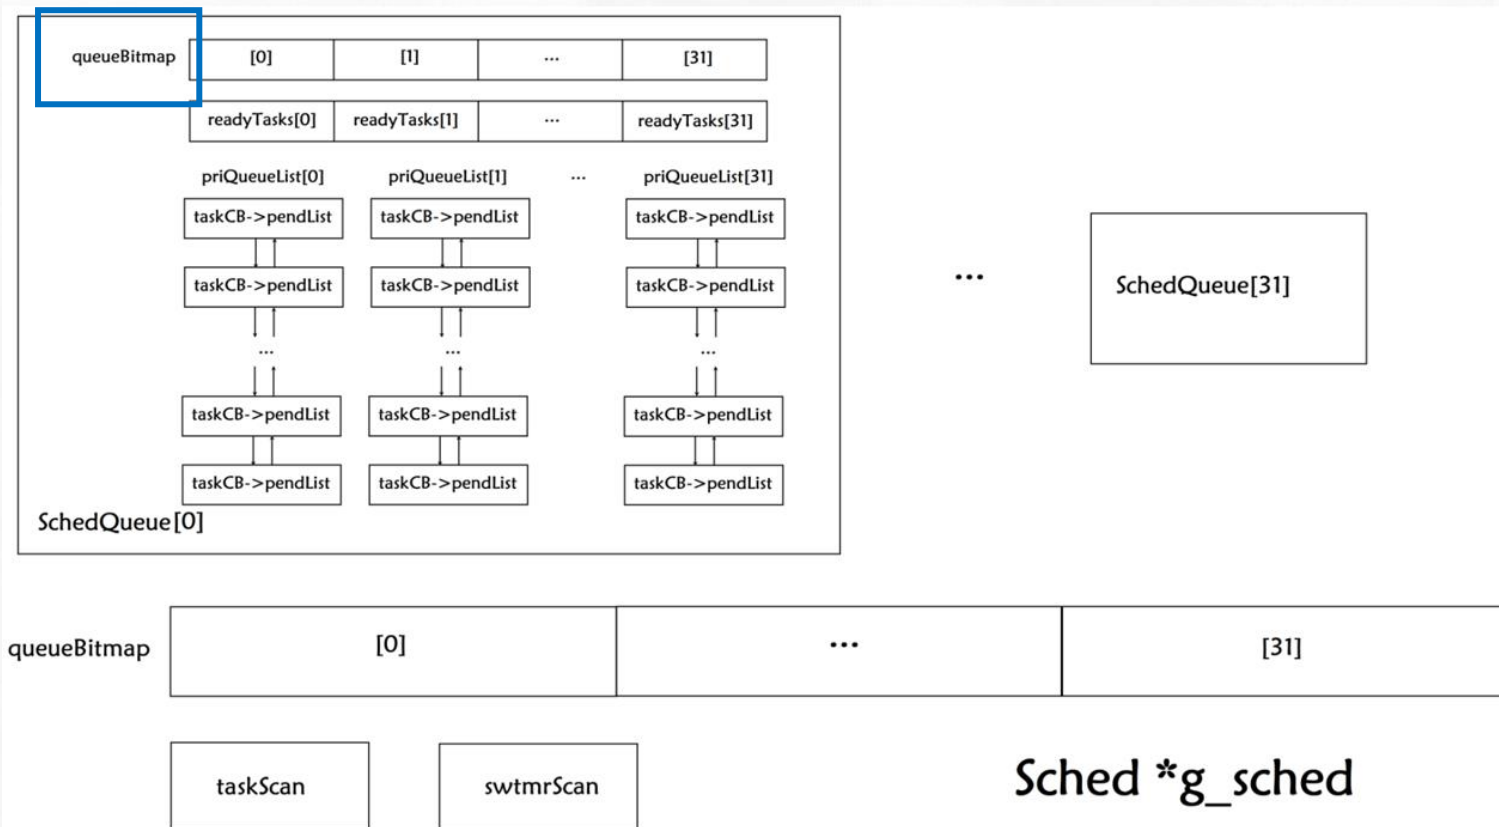 queueBitmap [0] [1] ... [31]
readyTasks[0] readyTasks[1] ... readyTasks[31]
priQueueList[0] priQueueList[1] ... priQueueList[31]
taskCB->pendList taskCB->pendList taskCB->pendList
taskCB->pendList taskCB->pendList taskCB->pendList
... ... ...
taskCB->pendList taskCB->pendList taskCB->pendList
taskCB->pendList taskCB->pendList taskCB->pendList
SchedQueue[0]
...
SchedQueue[31]
queueBitmap [0] ... [31]
taskScan swtmrScan
Sched *g_sched